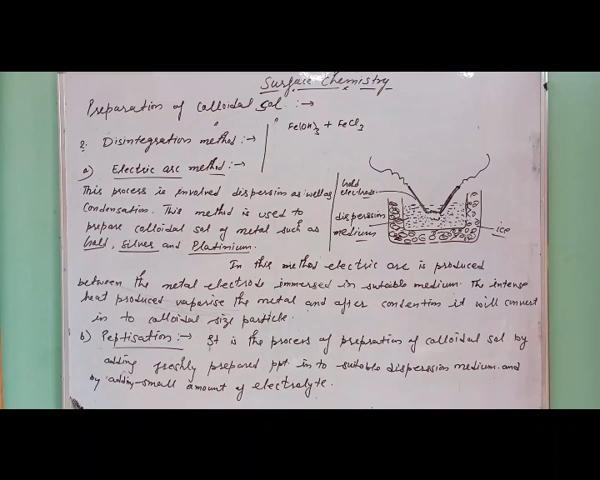 Surface Chemistry
Preparation of colloidal sol :→
2: Disintegration method :→
Fe(OH)3 + FeCl3
a) Electric arc method :→
This process is involved dispersion as well as
condensation. This method is used to
prepare colloidal sol of metal such as
Gold, Silver and Platinium.
Gold
electrode
dispersion
medium
ice
In this method electric arc is produced
between the metal electrode immersed in suitable medium. The intense
heat produced vaporise the metal and after condention it will convert
in to colloidal size particle.
b) Peptisation :→ It is the process of prepration of colloidal sol by
adding freshly prepared ppt in to suitable disperssion medium and
by adding small amount of electrolyte.